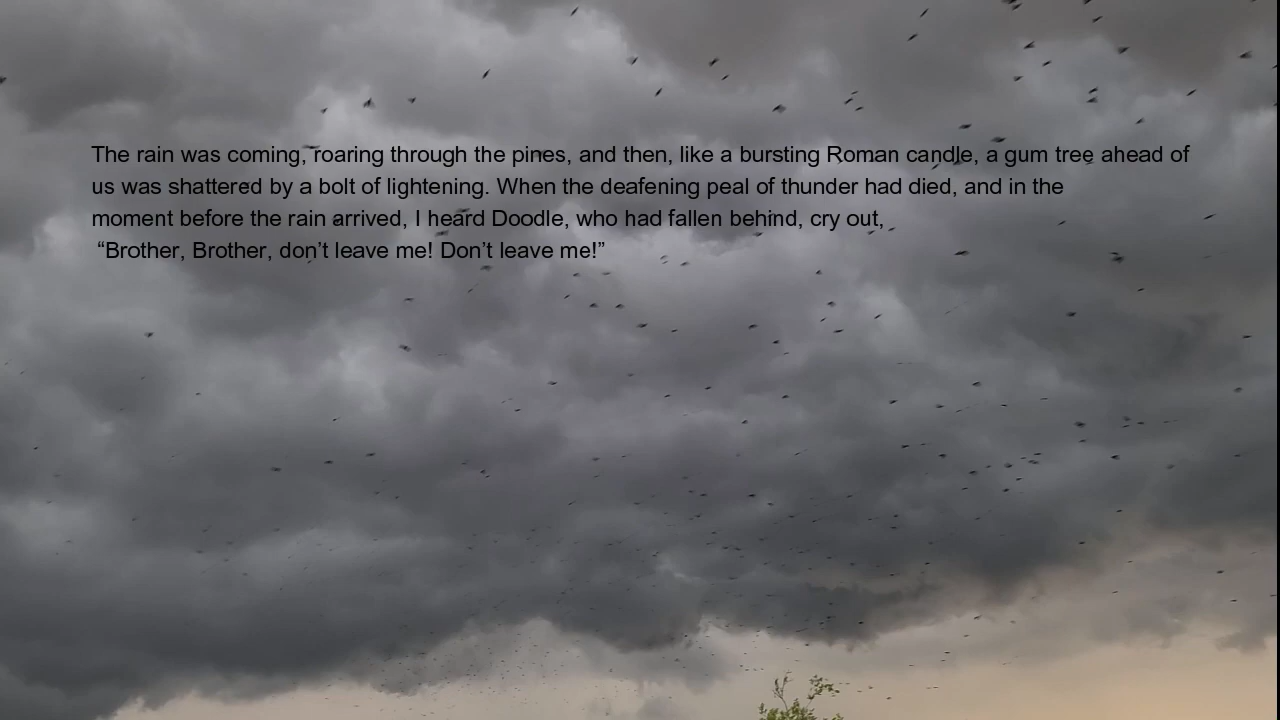 The rain was coming, roaring through the pines, and then, like a bursting Roman candle, a gum tree ahead of
us was shattered by a bolt of lightening. When the deafening peal of thunder had died, and in the
moment before the rain arrived, I heard Doodle, who had fallen behind, cry out,
“Brother, Brother, don’t leave me! Don’t leave me!”